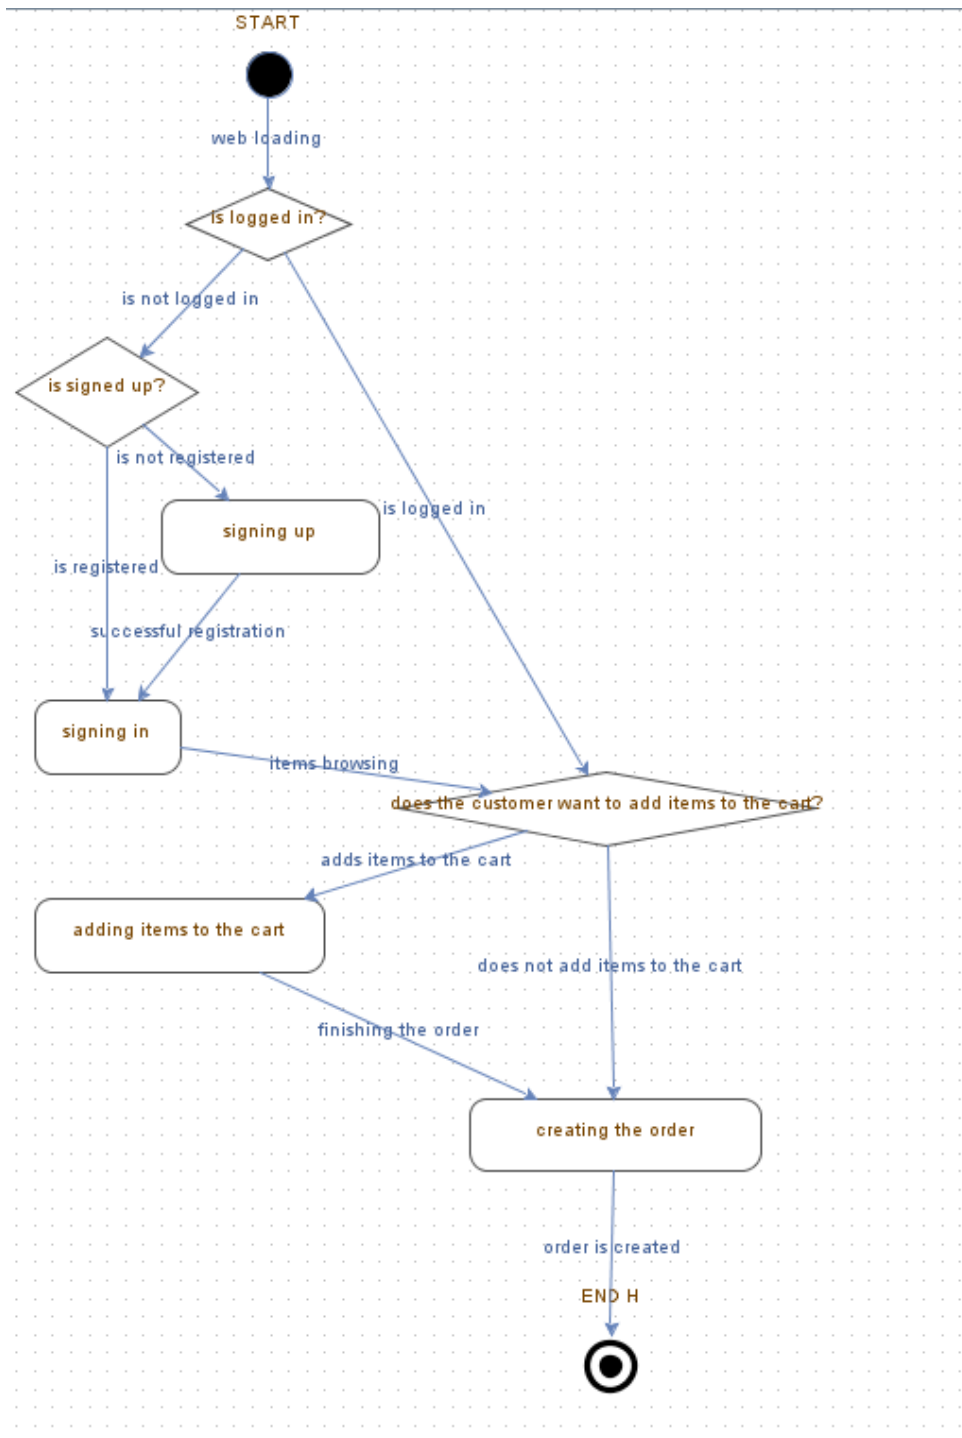 START
web loading
is logged in?
is not logged in
is signed up?
is not registered
is logged in
signing up
is registered
successful registration
signing in
items browsing
does the customer want to add items to the cart?
adds items to the cart
adding items to the cart
does not add items to the cart
finishing the order
creating the order
order is created
END H